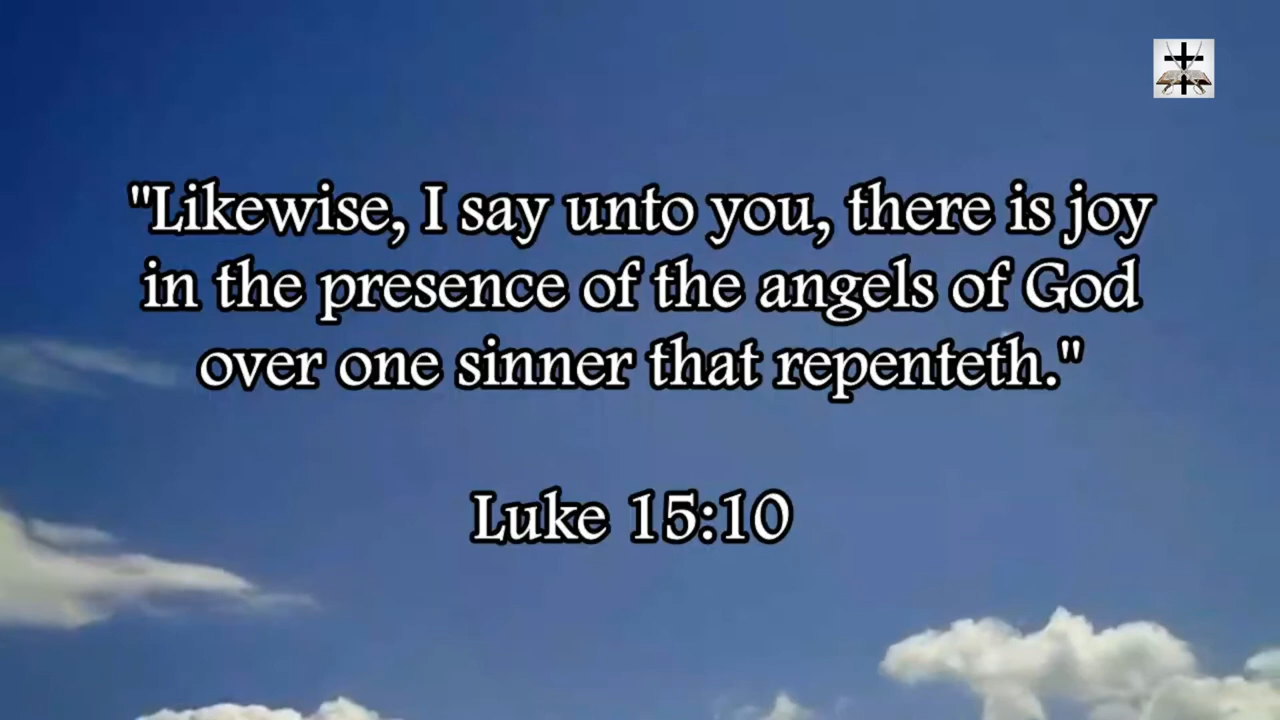 "Likewise, I say unto you, there is joy
in the presence of the angels of God
over one sinner that repenteth."
Luke 15:10